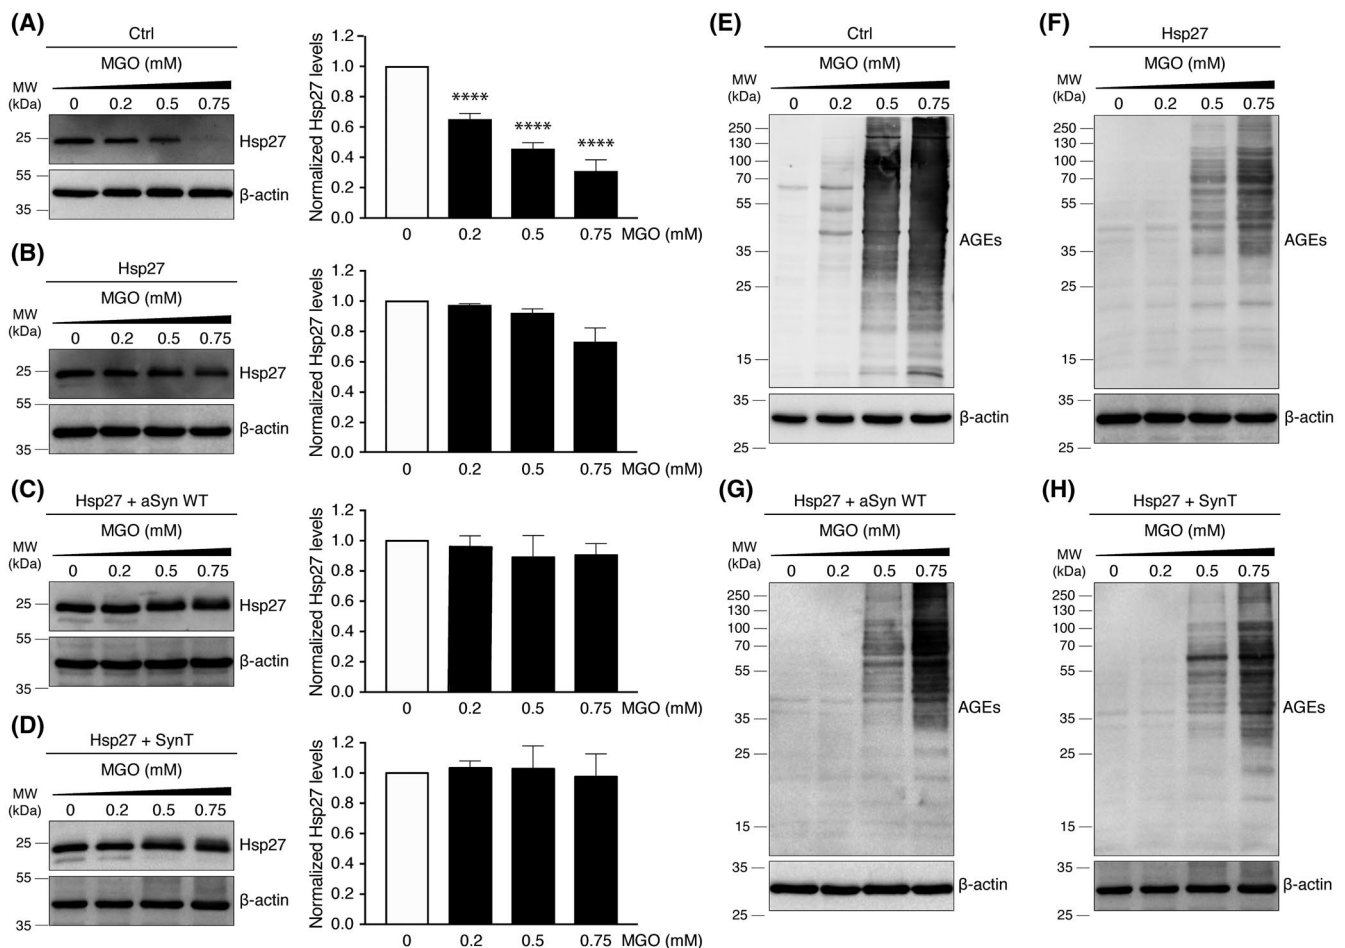 (A)
Ctrl
MGO (mM)
MW
(kDa)
0 0.2 0.5 0.75
25
Hsp27
55
β-actin
35
Normalized Hsp27 levels
1.2
1.0
0.8
0.6
0.4
0.2
0.0
****
****
****
0 0.2 0.5 0.75 MGO (mM)
(B)
Hsp27
MGO (mM)
MW
(kDa)
0 0.2 0.5 0.75
25
Hsp27
55
β-actin
35
Normalized Hsp27 levels
1.2
1.0
0.8
0.6
0.4
0.2
0.0
0 0.2 0.5 0.75 MGO (mM)
(C)
Hsp27 + aSyn WT
MGO (mM)
MW
(kDa)
0 0.2 0.5 0.75
25
Hsp27
55
β-actin
35
Normalized Hsp27 levels
1.2
1.0
0.8
0.6
0.4
0.2
0.0
0 0.2 0.5 0.75 MGO (mM)
(D)
Hsp27 + SynT
MGO (mM)
MW
(kDa)
0 0.2 0.5 0.75
25
Hsp27
55
β-actin
35
Normalized Hsp27 levels
1.2
1.0
0.8
0.6
0.4
0.2
0.0
0 0.2 0.5 0.75 MGO (mM)
(E)
Ctrl
MGO (mM)
MW
(kDa)
0 0.2 0.5 0.75
250
130
100
70
55
35
25
15
AGEs
35
β-actin
25
(F)
Hsp27
MGO (mM)
MW
(kDa)
0 0.2 0.5 0.75
250
130
100
70
55
35
25
15
AGEs
35
β-actin
25
(G)
Hsp27 + aSyn WT
MGO (mM)
MW
(kDa)
0 0.2 0.5 0.75
250
130
100
70
55
35
25
15
AGEs
35
β-actin
25
(H)
Hsp27 + SynT
MGO (mM)
MW
(kDa)
0 0.2 0.5 0.75
250
130
100
70
55
35
25
15
AGEs
35
β-actin
25